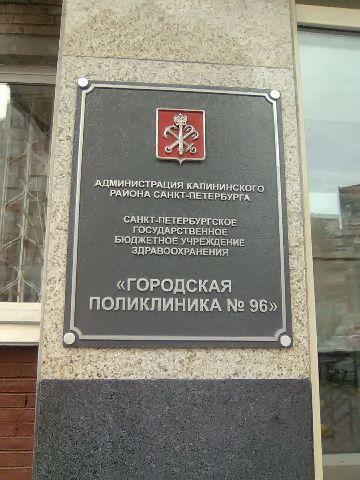 АДМИНИСТРАЦИЯ КАЛИНИНСКОГО
РАЙОНА САНКТ-ПЕТЕРБУРГА
САНКТ-ПЕТЕРБУРГСКОЕ
ГОСУДАРСТВЕННОЕ
БЮДЖЕТНОЕ УЧРЕЖДЕНИЕ
ЗДРАВООХРАНЕНИЯ
«ГОРОДСКАЯ
ПОЛИКЛИНИКА № 96»